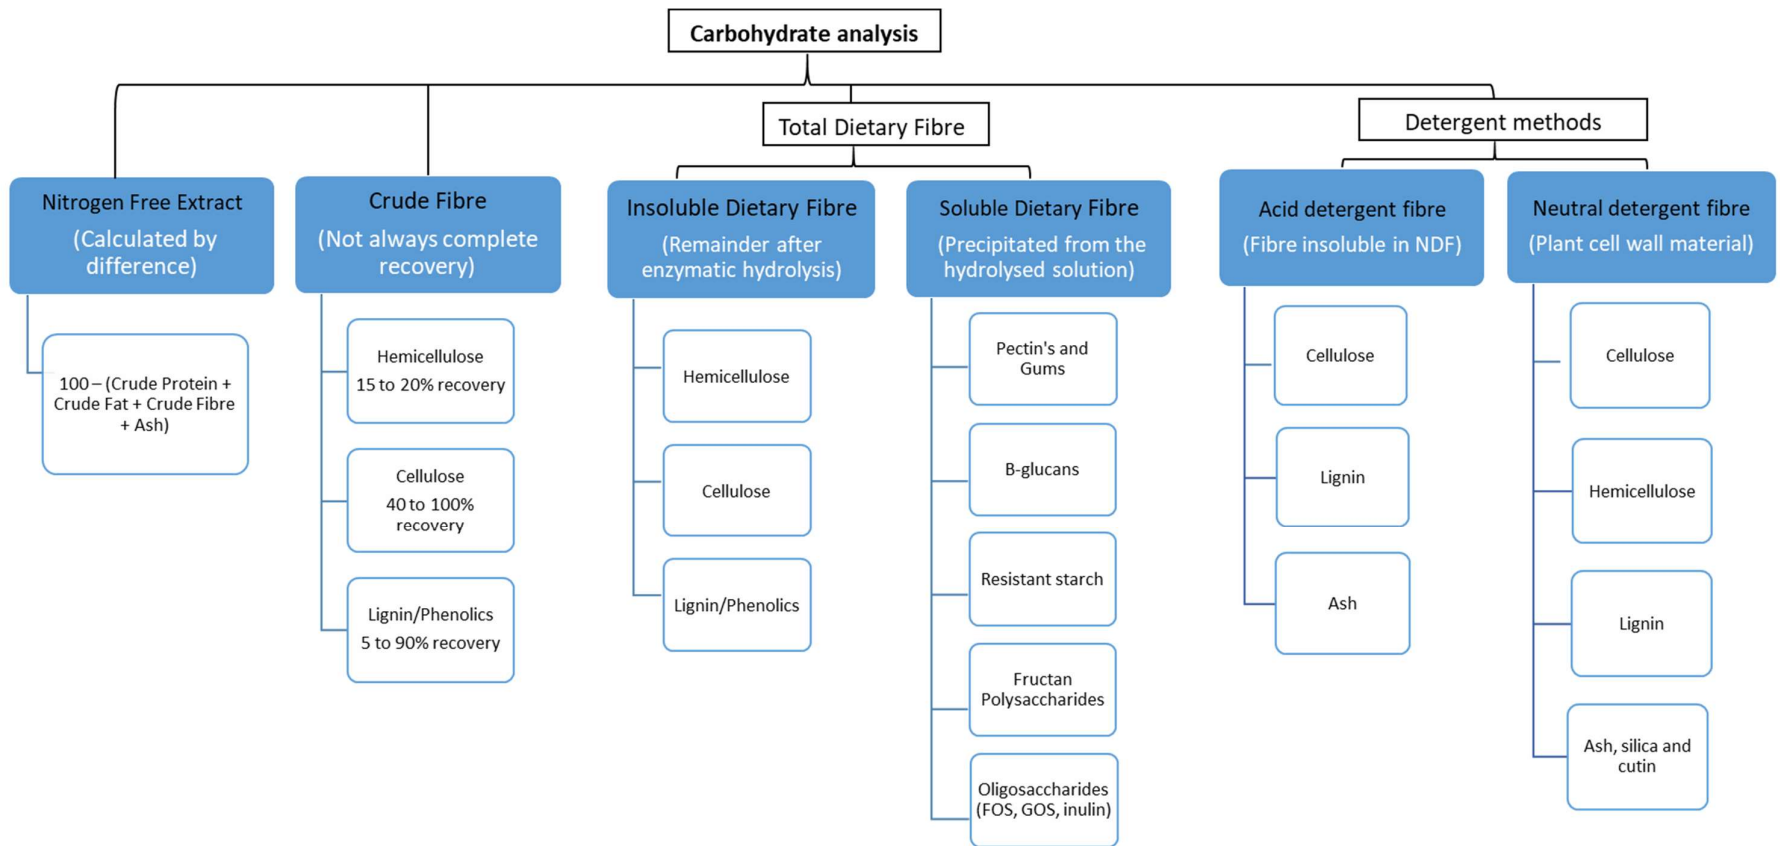 Carbohydrate analysis
Total Dietary Fibre
Detergent methods
Nitrogen Free Extract
(Calculated by
difference)
100 – (Crude Protein +
Crude Fat + Crude Fibre
+ Ash)
Crude Fibre
(Not always complete
recovery)
Hemicellulose
15 to 20% recovery
Cellulose
40 to 100%
recovery
Lignin/Phenolics
5 to 90% recovery
Insoluble Dietary Fibre
(Remainder after
enzymatic hydrolysis)
Hemicellulose
Cellulose
Lignin/Phenolics
Soluble Dietary Fibre
(Precipitated from the
hydrolysed solution)
Pectin's and
Gums
B-glucans
Resistant starch
Fructan
Polysaccharides
Oligosaccharides
(FOS, GOS, inulin)
Acid detergent fibre
(Fibre insoluble in NDF)
Cellulose
Lignin
Ash
Neutral detergent fibre
(Plant cell wall material)
Cellulose
Hemicellulose
Lignin
Ash, silica and
cutin